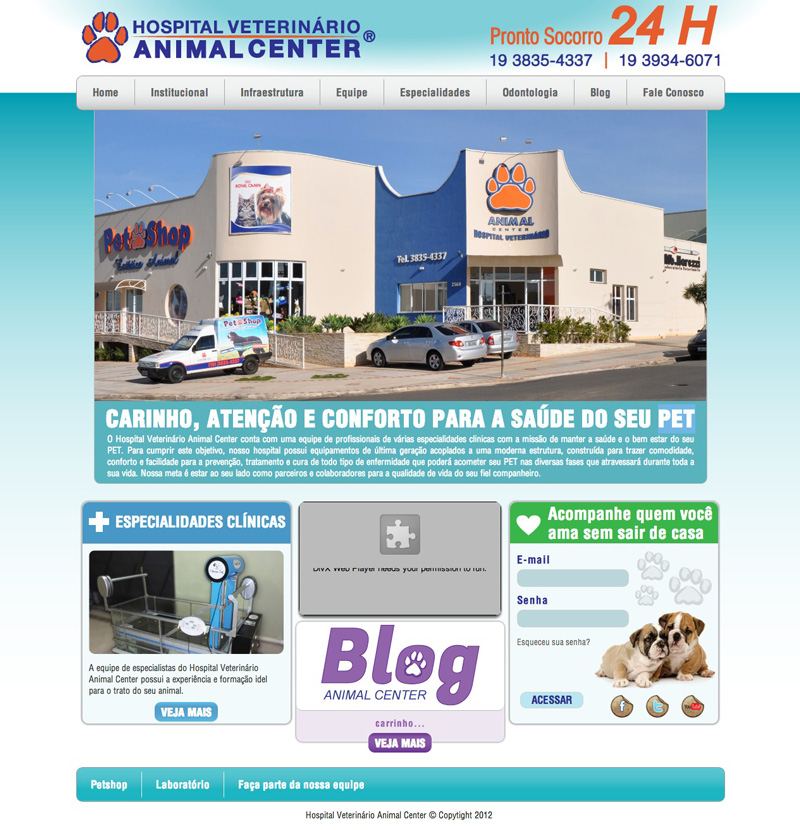 HOSPITAL VETERINÁRIO
ANIMAL CENTER®
Pronto Socorro 24 H
19 3835-4337 | 19 3934-6071
Home Institucional Infraestrutura Equipe Especialidades Odontologia Blog Fale Conosco
ROYAL CANIN
Pet Shop
ANIMAL
CENTER
HOSPITAL VETERINÁRIO
Tel. 3835-4337
Pet Shop
CARINHO, ATENÇÃO E CONFORTO PARA A SAÚDE DO SEU PET
O Hospital Veterinário Animal Center conta com uma equipe de profissionais de várias especialidades clinicas com a missão de manter a saúde e o bem estar do seu
PET. Para cumprir este objetivo, nosso hospital possui equipamentos de última geração acoplados a uma moderna estrutura, construída para trazer comodidade,
conforto e facilidade para a prevenção, tratamento e cura de todo tipo de enfermidade que poderá acometer seu PET nas diversas fases que atravessará durante toda a
sua vida. Nossa meta é estar ao seu lado como parceiros e colaboradores para a qualidade de vida do seu fiel companheiro.
ESPECIALIDADES CLÍNICAS
A equipe de especialistas do Hospital Veterinário
Animal Center possui a experiência e formação idel
para o trato do seu animal.
VEJA MAIS
DivX Web Player needs your permission to run.
Blog
ANIMAL CENTER
carrinho...
VEJA MAIS
Acompanhe quem você
ama sem sair de casa
E-mail
Senha
Esqueceu sua senha?
ACESSAR
Petshop Laboratório Faça parte da nossa equipe
Hospital Veterinário Animal Center © Copytight 2012